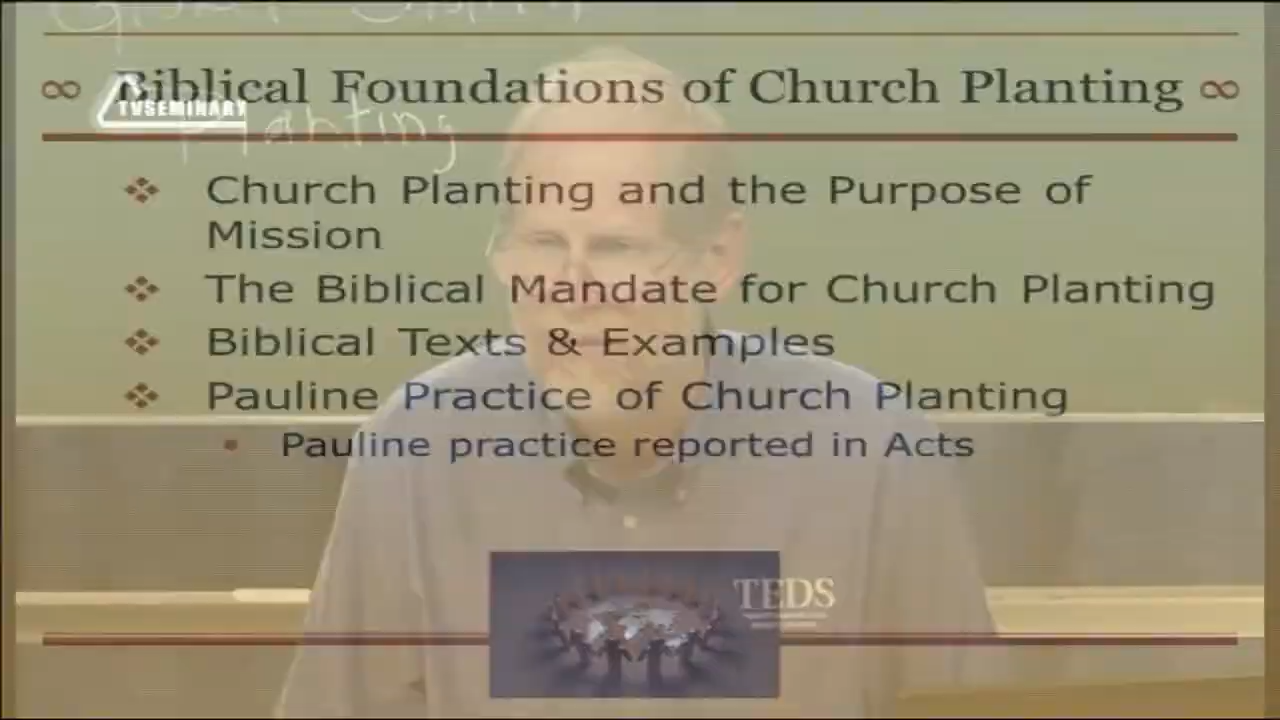 ∞ Biblical Foundations of Church Planting ∞
TVSEMINARY
Planting
Church Planting and the Purpose of
Mission
The Biblical Mandate for Church Planting
Biblical Texts & Examples
Pauline Practice of Church Planting
Pauline practice reported in Acts
TEDS